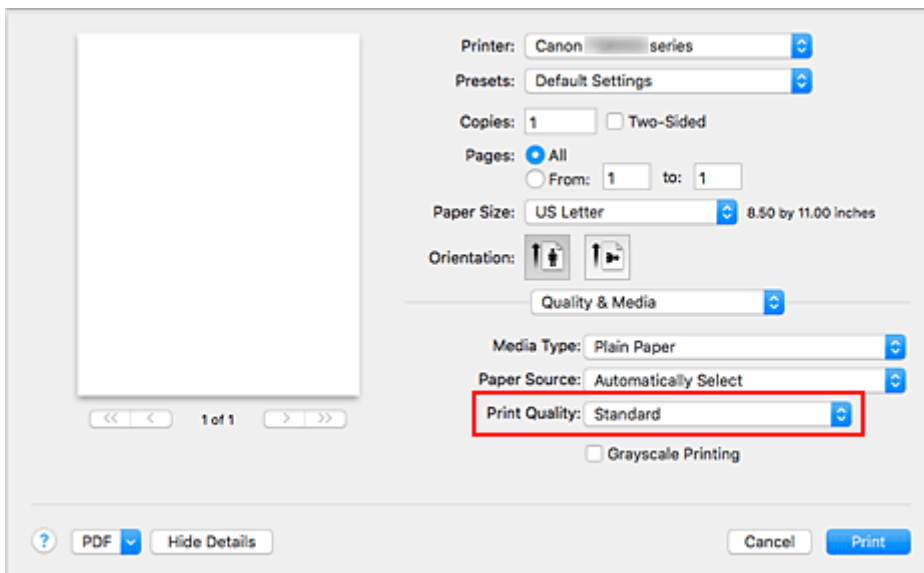 Printer: Canon series
Presets: Default Settings
Copies: 1 Two-Sided
Pages: All
From: 1 to: 1
Paper Size: US Letter 8.50 by 11.00 inches
Orientation:
Quality & Media
Media Type: Plain Paper
Paper Source: Automatically Select
Print Quality: Standard
Grayscale Printing
1 of 1
? PDF Hide Details Cancel Print